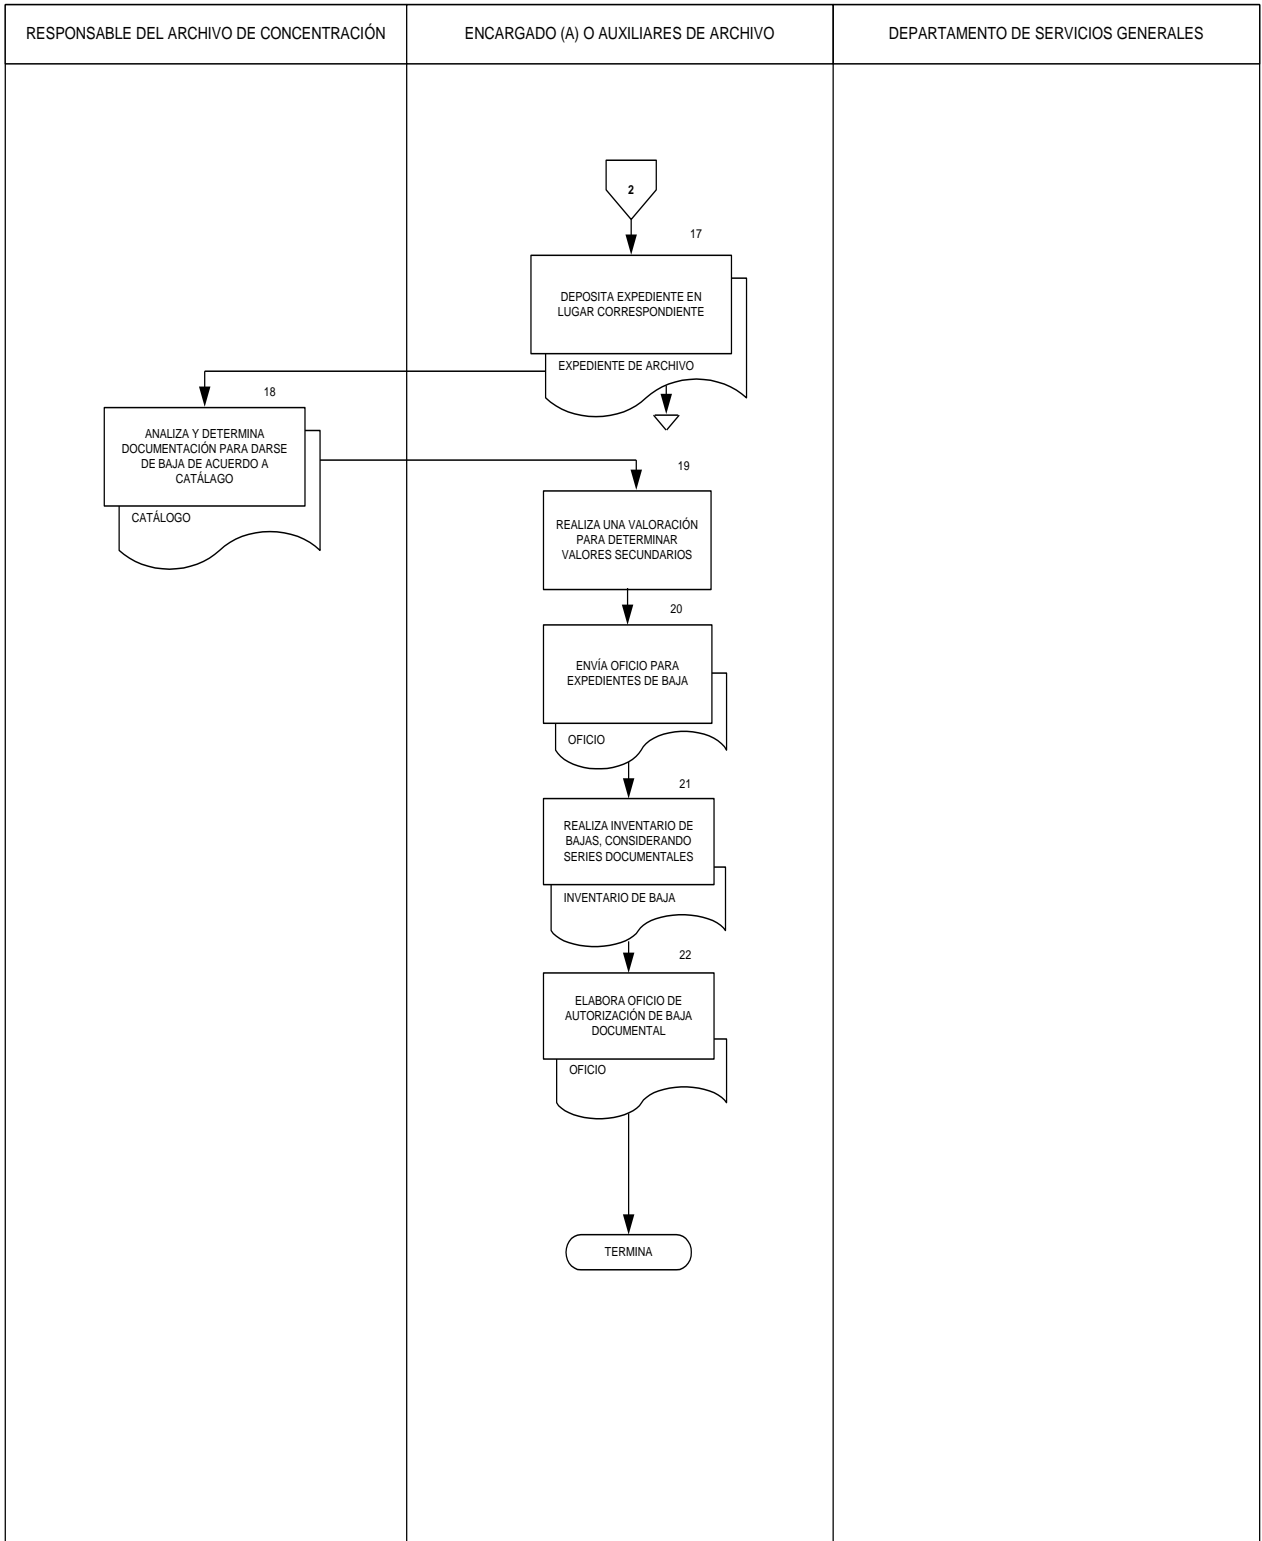 RESPONSABLE DEL ARCHIVO DE CONCENTRACIÓN
ENCARGADO (A) O AUXILIARES DE ARCHIVO
DEPARTAMENTO DE SERVICIOS GENERALES
2
17
DEPOSITA EXPEDIENTE EN
LUGAR CORRESPONDIENTE
EXPEDIENTE DE ARCHIVO
18
ANALIZA Y DETERMINA
DOCUMENTACIÓN PARA DARSE
DE BAJA DE ACUERDO A
CATÁLAGO
CATÁLOGO
19
REALIZA UNA VALORACIÓN
PARA DETERMINAR
VALORES SECUNDARIOS
20
ENVÍA OFICIO PARA
EXPEDIENTES DE BAJA
OFICIO
21
REALIZA INVENTARIO DE
BAJAS, CONSIDERANDO
SERIES DOCUMENTALES
INVENTARIO DE BAJA
22
ELABORA OFICIO DE
AUTORIZACIÓN DE BAJA
DOCUMENTAL
OFICIO
TERMINA